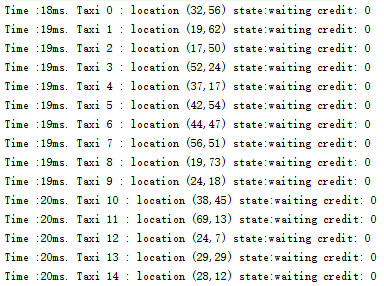 Time :18ms. Taxi 0 : location (32,56) state:waiting credit: 0
Time :19ms. Taxi 1 : location (19,62) state:waiting credit: 0
Time :19ms. Taxi 2 : location (17,50) state:waiting credit: 0
Time :19ms. Taxi 3 : location (52,24) state:waiting credit: 0
Time :19ms. Taxi 4 : location (37,17) state:waiting credit: 0
Time :19ms. Taxi 5 : location (42,54) state:waiting credit: 0
Time :19ms. Taxi 6 : location (44,47) state:waiting credit: 0
Time :19ms. Taxi 7 : location (56,51) state:waiting credit: 0
Time :19ms. Taxi 8 : location (19,73) state:waiting credit: 0
Time :19ms. Taxi 9 : location (24,18) state:waiting credit: 0
Time :20ms. Taxi 10 : location (38,45) state:waiting credit: 0
Time :20ms. Taxi 11 : location (69,13) state:waiting credit: 0
Time :20ms. Taxi 12 : location (24,7) state:waiting credit: 0
Time :20ms. Taxi 13 : location (29,29) state:waiting credit: 0
Time :20ms. Taxi 14 : location (28,12) state:waiting credit: 0